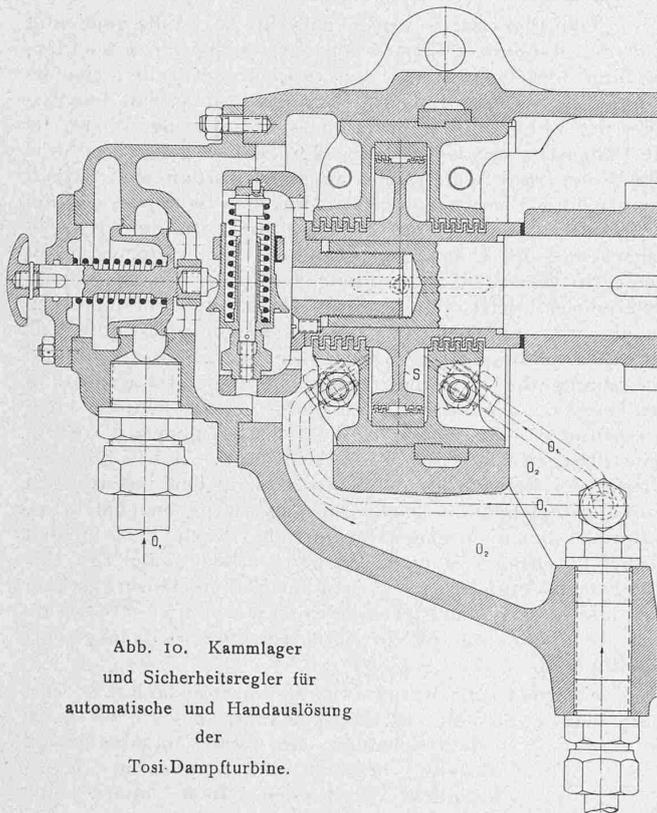 S
O₁
O₂
O₁
O₂
O₁
Abb. 10. Kammlager
und Sicherheitsregler für
automatische und Handauslösung
der
Tosi-Dampfturbine.